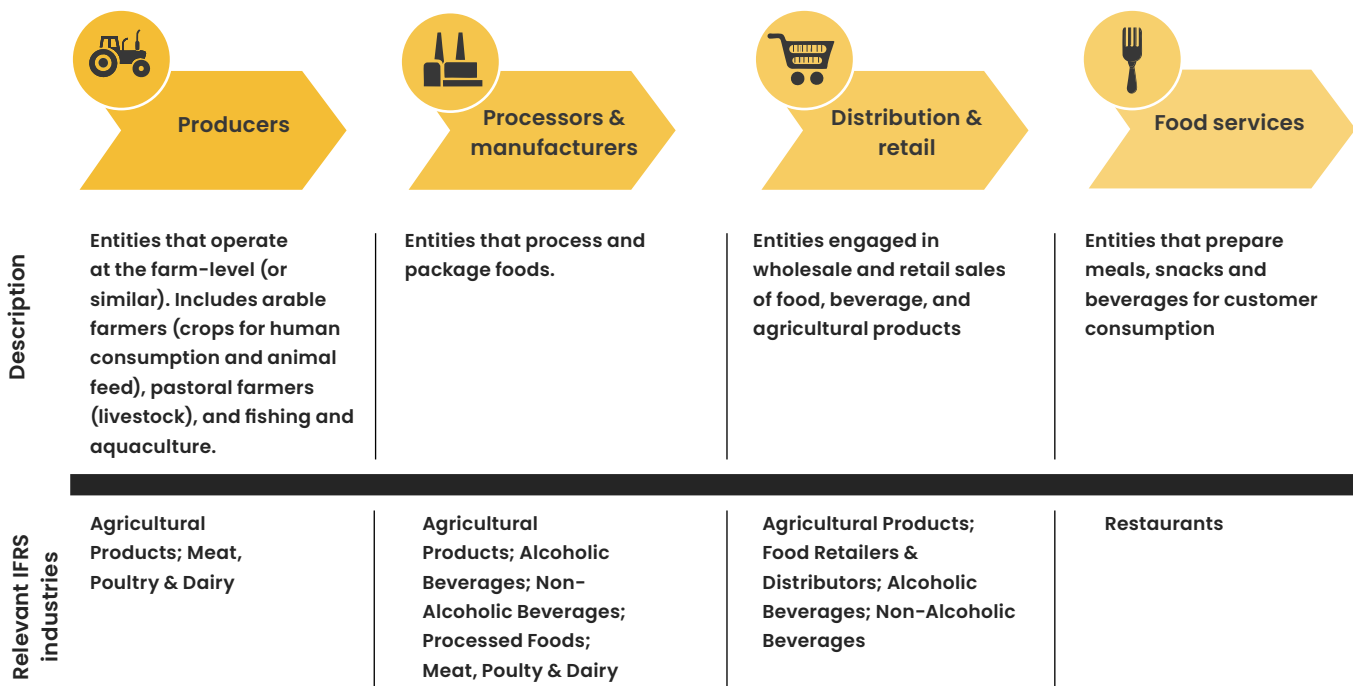 Producers
Processors &
manufacturers
Distribution &
retail
Food services
Description
Entities that operate
at the farm-level (or
similar). Includes arable
farmers (crops for human
consumption and animal
feed), pastoral farmers
(livestock), and fishing and
aquaculture.
Entities that process and
package foods.
Entities engaged in
wholesale and retail sales
of food, beverage, and
agricultural products
Entities that prepare
meals, snacks and
beverages for customer
consumption
Relevant IFRS
industries
Agricultural
Products; Meat,
Poultry & Dairy
Agricultural
Products; Alcoholic
Beverages; Non-
Alcoholic Beverages;
Processed Foods;
Meat, Poulty & Dairy
Agricultural Products;
Food Retailers &
Distributors; Alcoholic
Beverages; Non-Alcoholic
Beverages
Restaurants